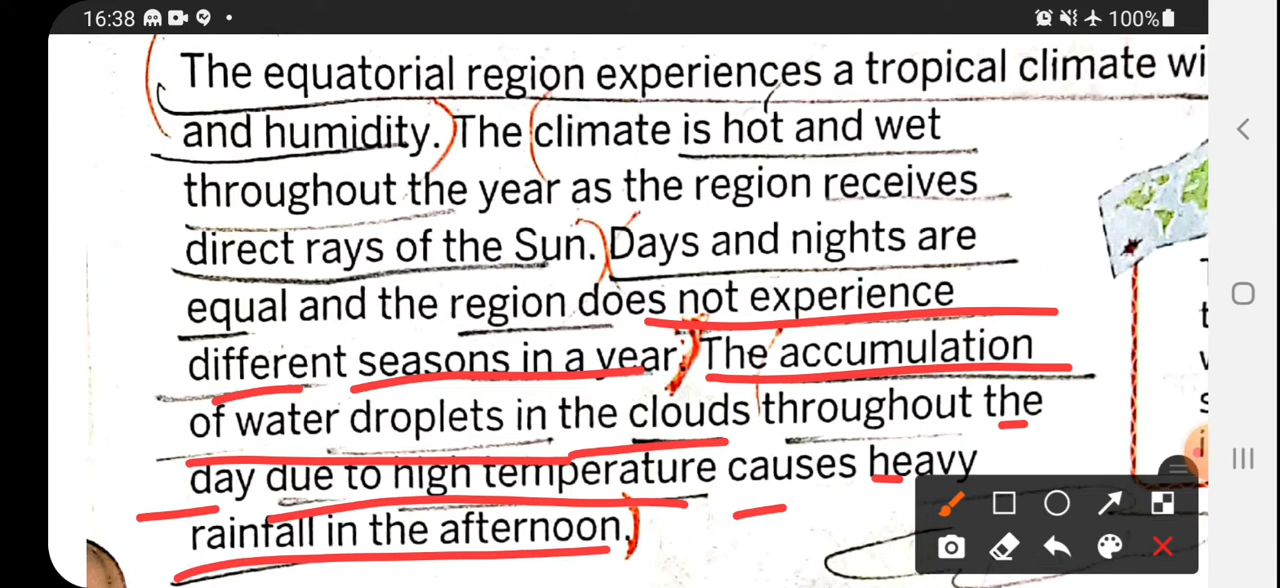 16:38
100%
The equatorial region experiences a tropical climate wi
and humidity. The climate is hot and wet
throughout the year as the region receives
direct rays of the Sun. Days and nights are
equal and the region does not experience
different seasons in a year. The accumulation
of water droplets in the clouds throughout the
day due to high temperature causes heavy
rainfall in the afternoon.